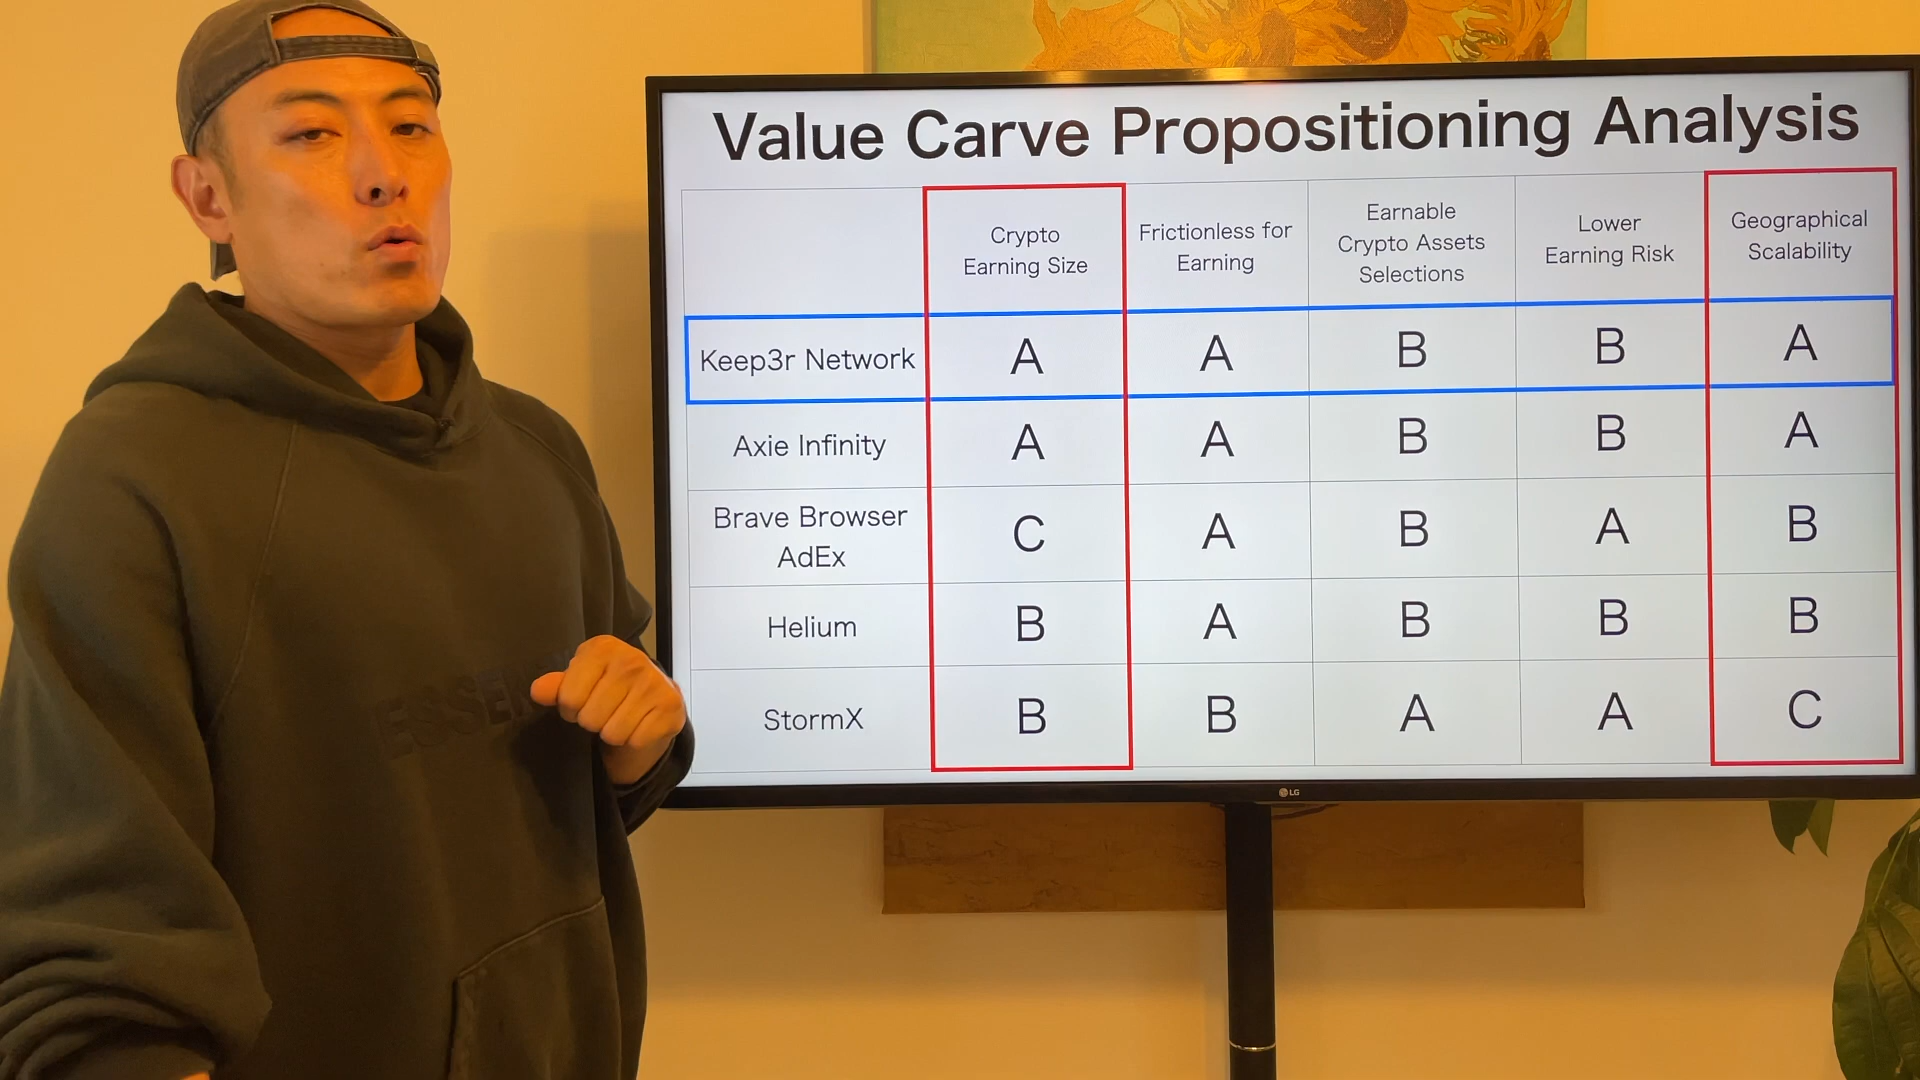 Value Carve Propositioning Analysis
Crypto
Earning Size
Frictionless for
Earning
Earnable
Crypto Assets
Selections
Lower
Earning Risk
Geographical
Scalability
Keep3r Network A A B B A
Axie Infinity A A B B A
Brave Browser
AdEx C A B A B
Helium B A B B B
StormX B B A A C
LG
ESSEN